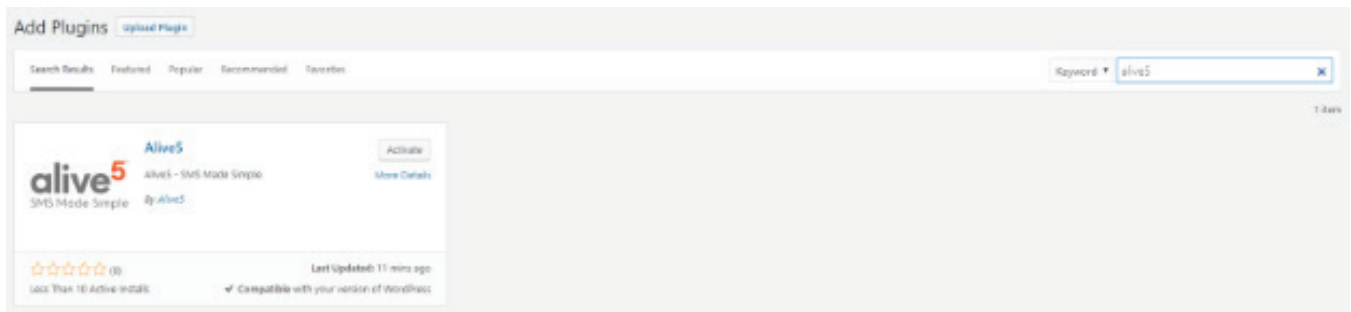 Add Plugins Upload Plugin
Search Results Featured Popular Recommended Favorites Keyword alive5
1 item
Alive5 Activate
alive5 Alive5 - SMS Made Simple. More Details
SMS Made Simple By Alive5
(0) Last Updated: 11 mins ago
Less Than 10 Active Installs ✔ Compatible with your version of WordPress